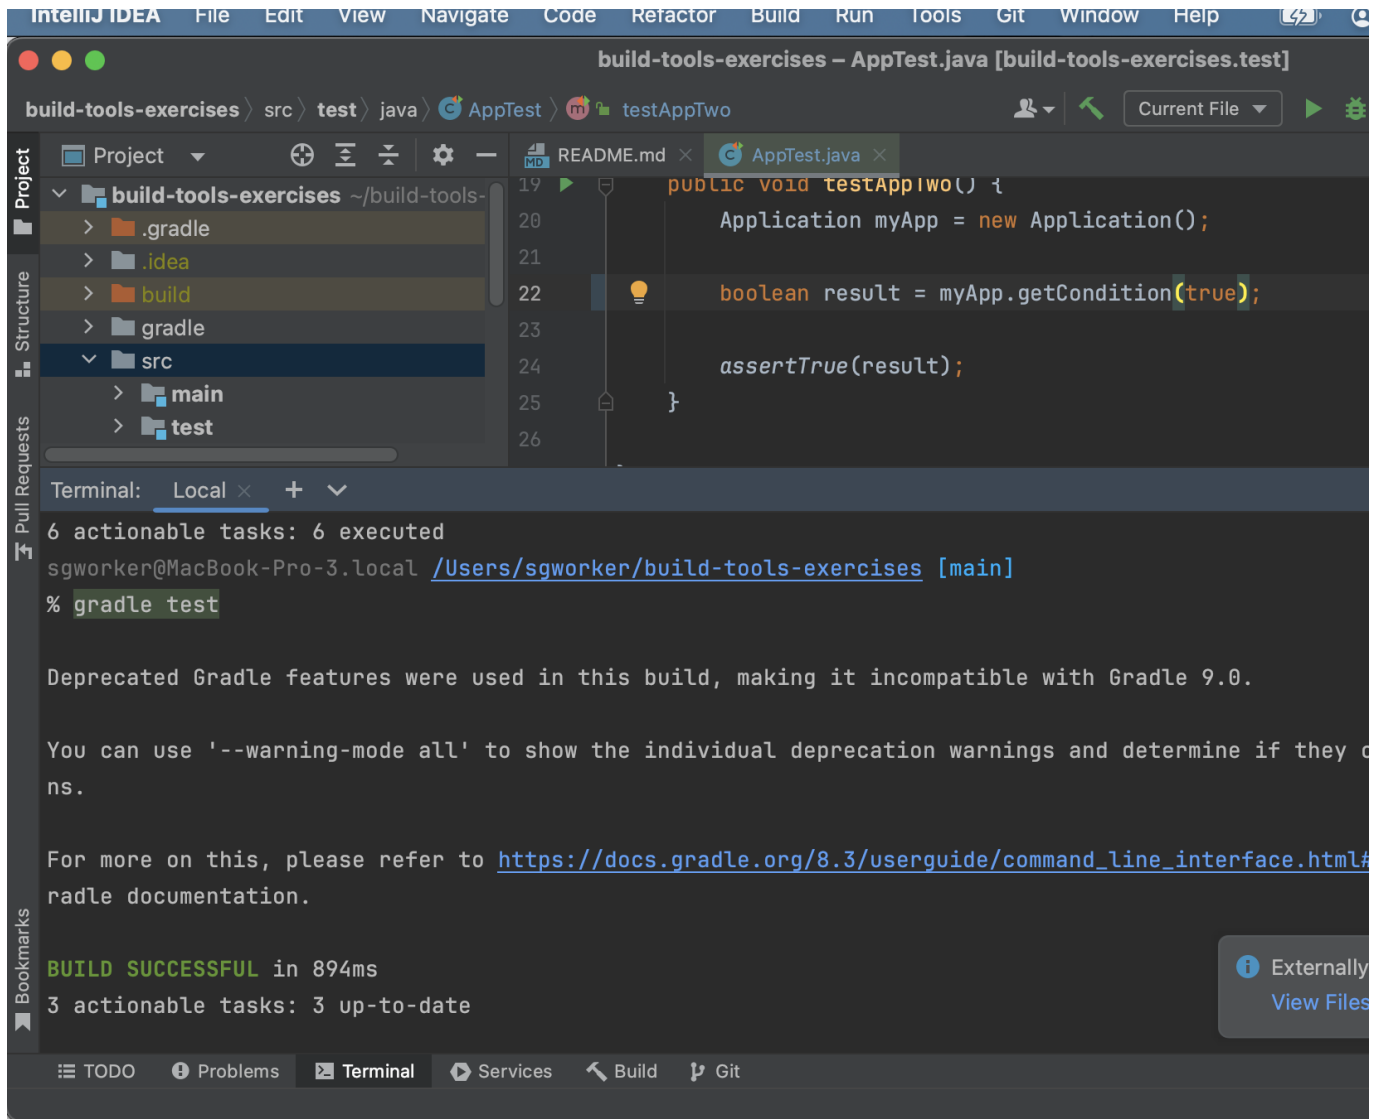 IntelliJ IDEA File Edit View Navigate Code Refactor Build Run Tools Git Window Help
build-tools-exercises – AppTest.java [build-tools-exercises.test]
build-tools-exercises src test java AppTest testAppTwo
Current File
Project
Project
README.md
AppTest.java
build-tools-exercises ~/build-tools-
.gradle
.idea
build
gradle
src
main
test
Structure
Pull Requests
Bookmarks
19 public void testAppTwo() {
20 Application myApp = new Application();
21
22 boolean result = myApp.getCondition(true);
23
24 assertTrue(result);
25 }
26
Terminal: Local
6 actionable tasks: 6 executed
sgworker@MacBook-Pro-3.local /Users/sgworker/build-tools-exercises [main]
% gradle test
Deprecated Gradle features were used in this build, making it incompatible with Gradle 9.0.
You can use '--warning-mode all' to show the individual deprecation warnings and determine if they
ns.
For more on this, please refer to https://docs.gradle.org/8.3/userguide/command_line_interface.html#
radle documentation.
BUILD SUCCESSFUL in 894ms
3 actionable tasks: 3 up-to-date
Externally
View Files
TODO Problems Terminal Services Build Git